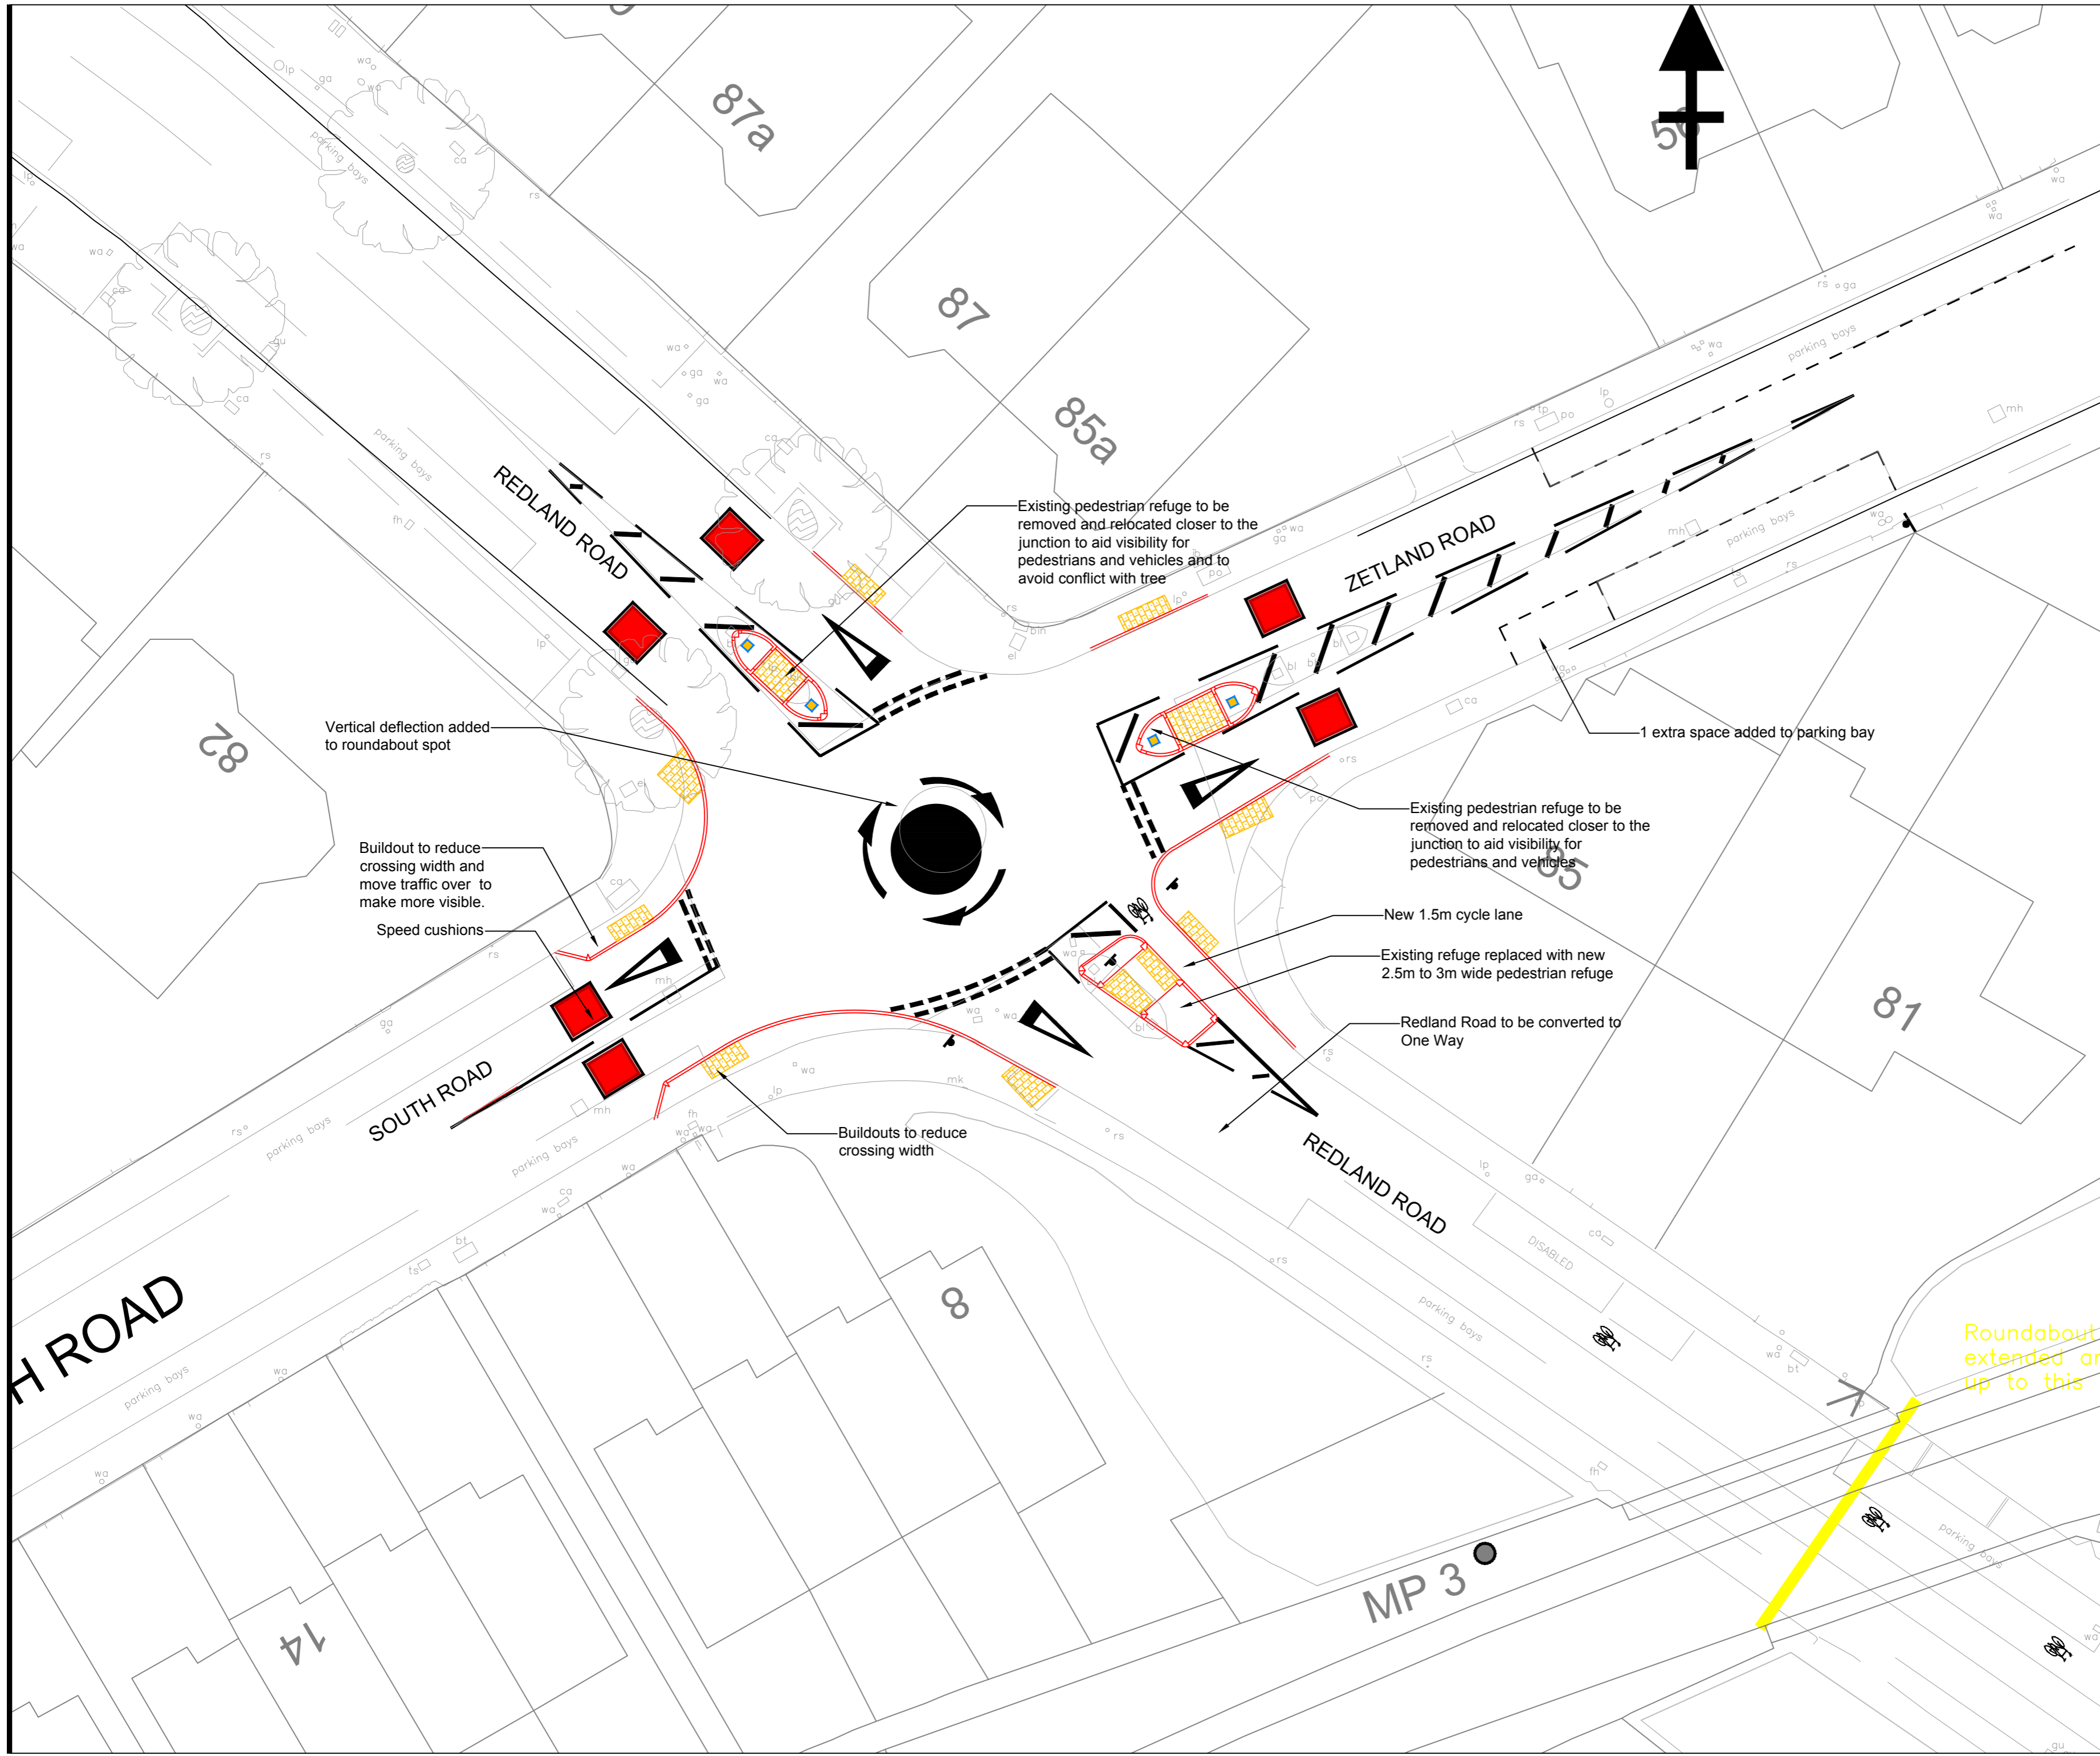 87a
56
87
85a
REDLAND ROAD
Existing pedestrian refuge to be
removed and relocated closer to the
junction to aid visibility for
pedestrians and vehicles and to
avoid conflict with tree
ZETLAND ROAD
parking bays
parking bays
parking bays
parking bays
82
Vertical deflection added
to roundabout spot
1 extra space added to parking bay
Existing pedestrian refuge to be
removed and relocated closer to the
junction to aid visibility for
pedestrians and vehicles
85
Buildout to reduce
crossing width and
move traffic over to
make more visible.
Speed cushions
New 1.5m cycle lane
Existing refuge replaced with new
2.5m to 3m wide pedestrian refuge
81
Redland Road to be converted to
One Way
SOUTH ROAD
parking bays
parking bays
Buildouts to reduce
crossing width
REDLAND ROAD
DISABLED
parking bays
8
H ROAD
parking bays
Roundabout
extended
up to this
parking bays
MP 3
14